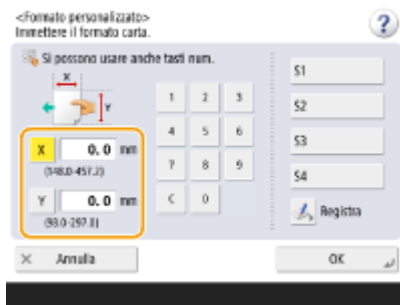 <Formato personalizzato>
Immettere il formato carta.
?
Si possono usare anche tasti num.
X
Y
1 2 3
4 5 6
7 8 9
C 0
X 0. 0 mm
(148.0-457.2)
Y 0. 0 mm
(98.0-297.0)
S1
S2
S3
S4
Registra
× Annulla
OK